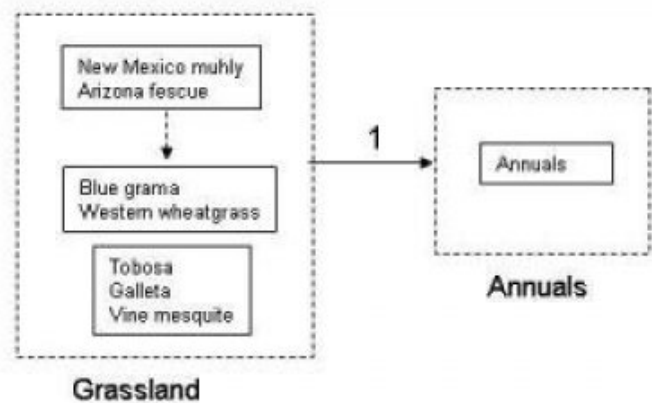 New Mexico muhly
Arizona fescue
Blue grama
Western wheatgrass
Tobosa
Galleta
Vine mesquite
Grassland
1
Annuals
Annuals